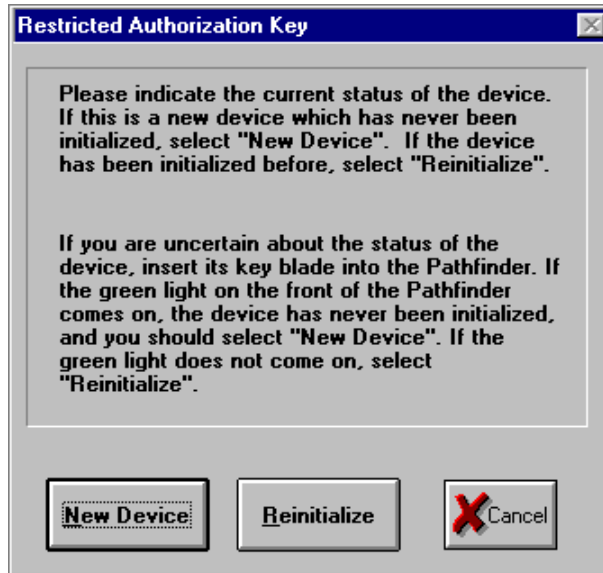 Restricted Authorization Key
Please indicate the current status of the device.
If this is a new device which has never been
initialized, select "New Device".  If the device
has been initialized before, select "Reinitialize".
If you are uncertain about the status of the
device, insert its key blade into the Pathfinder. If
the green light on the front of the Pathfinder
comes on, the device has never been initialized,
and you should select "New Device". If the
green light does not come on, select
"Reinitialize".
New Device
Reinitialize
Cancel